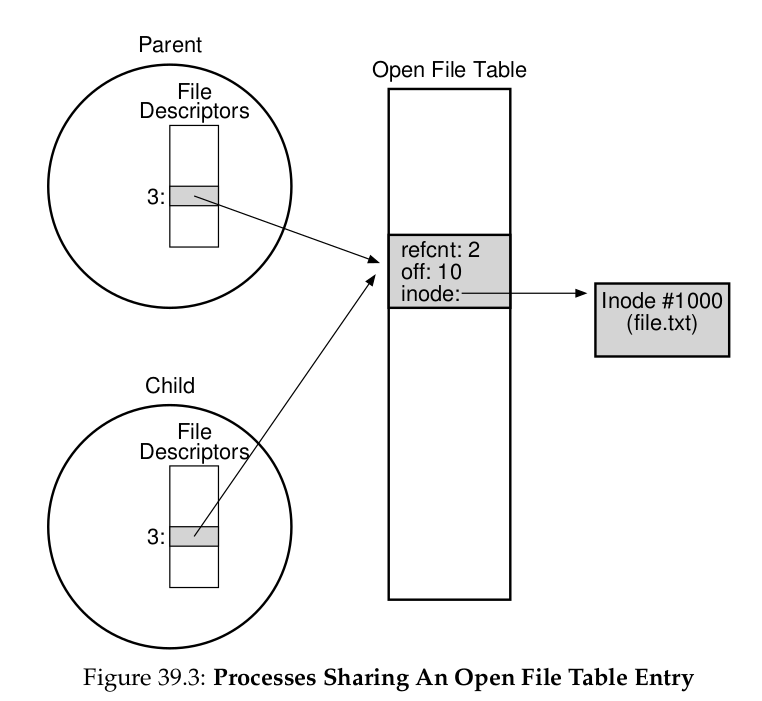 Parent
File
Descriptors
3:
Open File Table
refcnt: 2
off: 10
inode:
Inode #1000
(file.txt)
Child
File
Descriptors
3:
Figure 39.3: Processes Sharing An Open File Table Entry